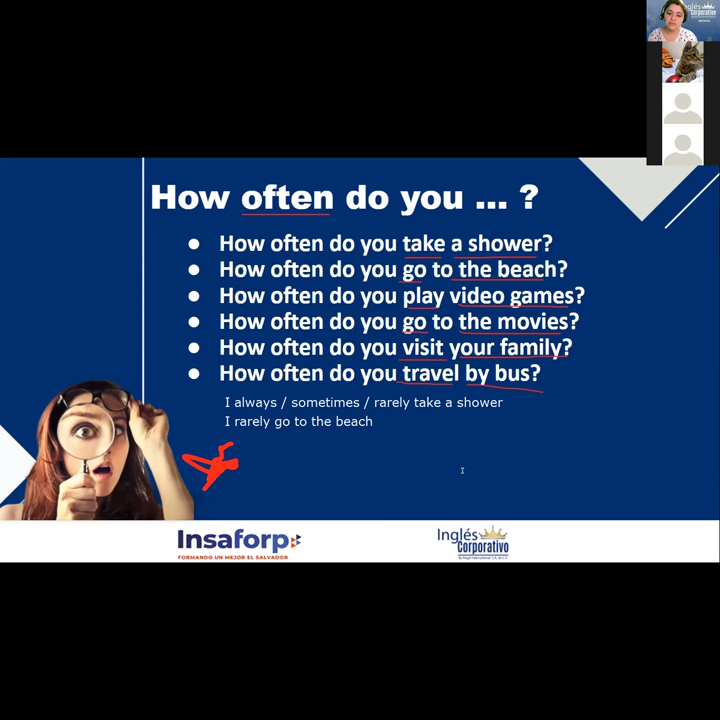 Inglés
Corporativo
How often do you ... ?
● How often do you take a shower?
● How often do you go to the beach?
● How often do you play video games?
● How often do you go to the movies?
● How often do you visit your family?
● How often do you travel by bus?
I always / sometimes / rarely take a shower
I rarely go to the beach
Insaforp
FORMANDO UN MEJOR EL SALVADOR
Inglés
Corporativo